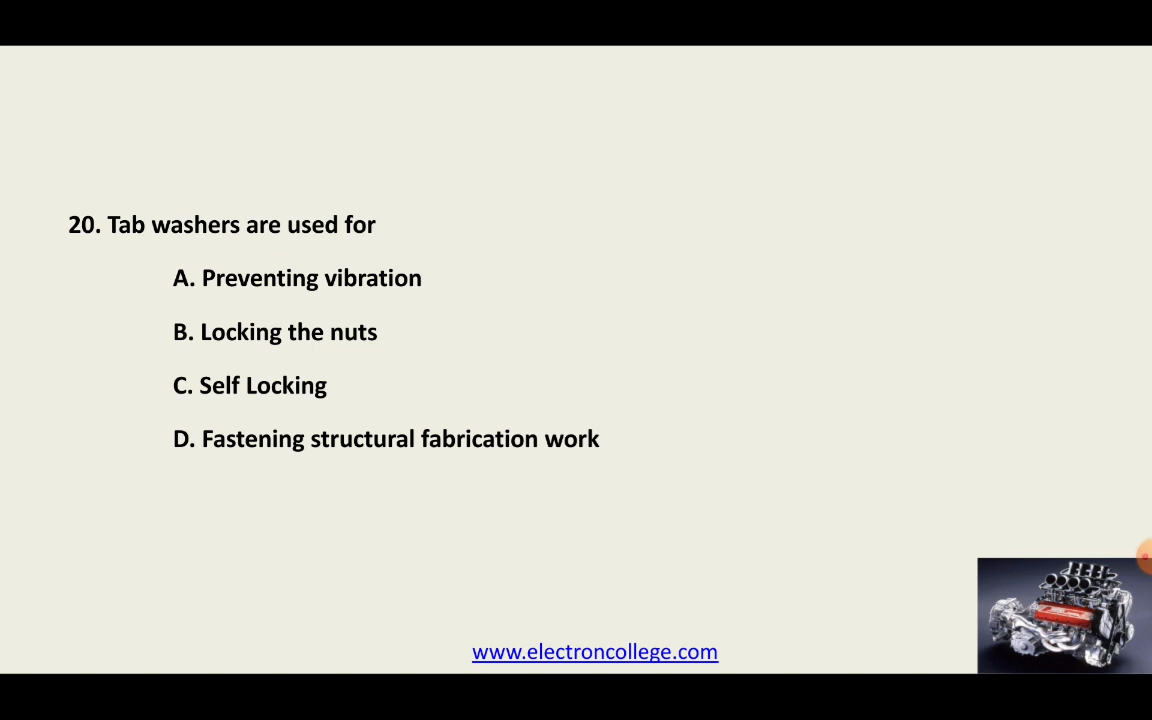 20. Tab washers are used for
A. Preventing vibration
B. Locking the nuts
C. Self Locking
D. Fastening structural fabrication work
www.electroncollege.com